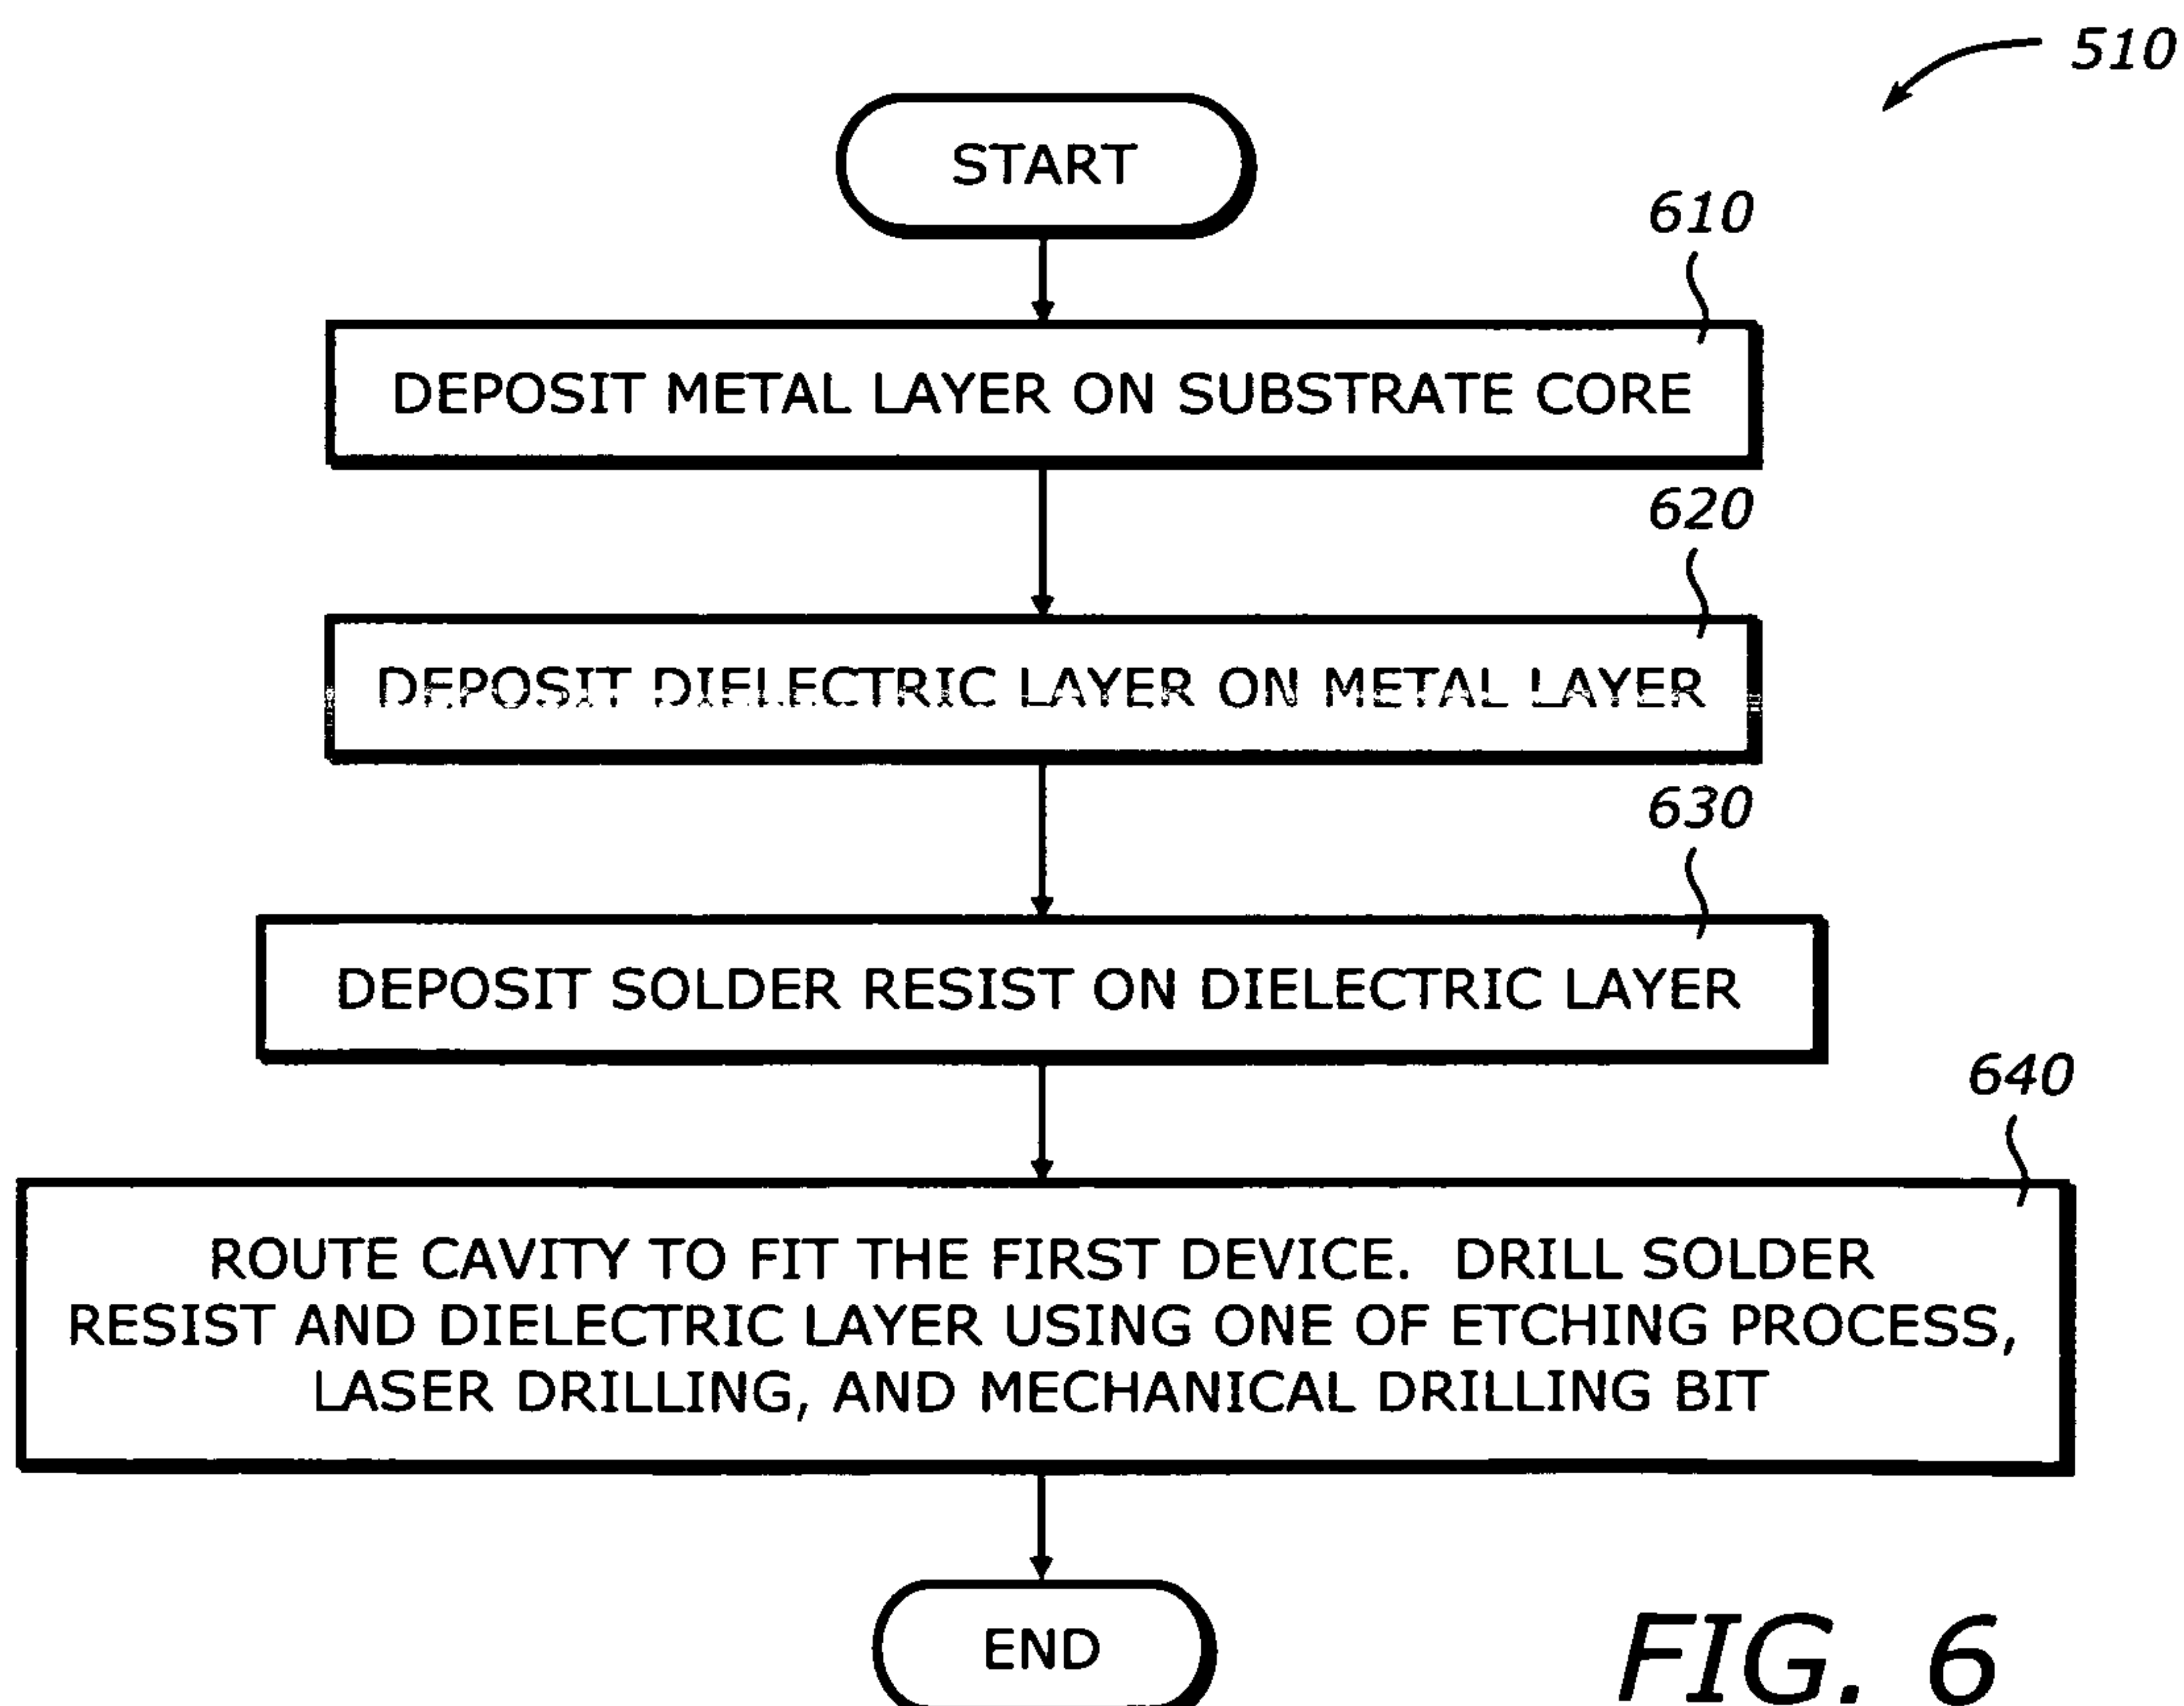 510
START
610
DEPOSIT METAL LAYER ON SUBSTRATE CORE
620
DEPOSIT DIELECTRIC LAYER ON METAL LAYER
630
DEPOSIT SOLDER RESIST ON DIELECTRIC LAYER
640
ROUTE CAVITY TO FIT THE FIRST DEVICE. DRILL SOLDER
RESIST AND DIELECTRIC LAYER USING ONE OF ETCHING PROCESS,
LASER DRILLING, AND MECHANICAL DRILLING BIT
END
FIG. 6